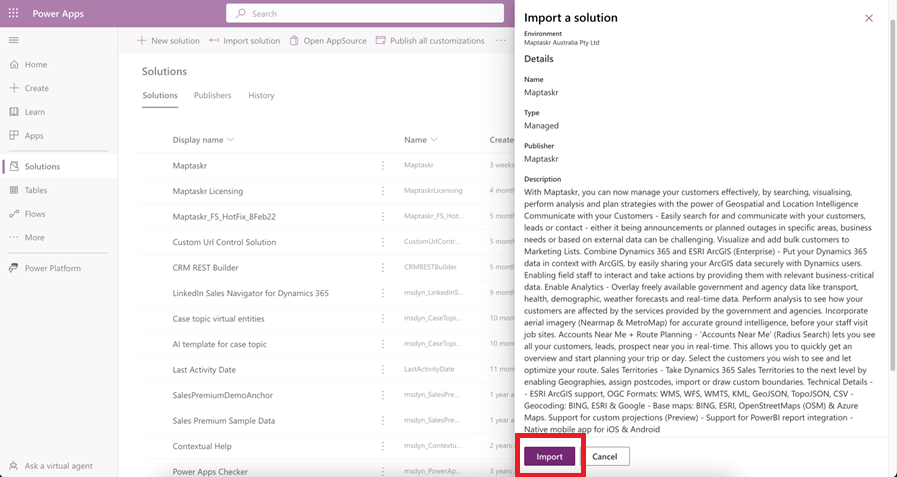 Power Apps
Search
New solution
Import solution
Open AppSource
Publish all customizations
Home
Create
Learn
Apps
Solutions
Tables
Flows
More
Power Platform
Ask a virtual agent
Solutions
Solutions Publishers History
Display name Name Created
Maptaskr Maptaskr 3 weeks
Maptaskr Licensing MaptaskrLicensing 4 month
Maptaskr_FS_HotFix_8Feb22 Maptaskr_FS_Hot... 5 month
Custom Url Control Solution CustomUrlContr... 5 month
CRM REST Builder CRMRESTBuilder 5 month
LinkedIn Sales Navigator for Dynamics 365 msdyn_LinkedInS... 9 month
Case topic virtual entities msdyn_CaseTopi... 10 mon
AI template for case topic msdyn_CaseTopi... 10 mon
Last Activity Date LastActivityDate 11 mon
SalesPremiumDemoAnchor msdyn_SalesPre... 1 year a
Sales Premium Sample Data msdyn_SalesPre... 1 year a
Contextual Help msdyn_Contextu... 2 years
Power Apps Checker msdyn_PowerAp... 3 years
Import a solution
Environment
Maptaskr Australia Pty Ltd
Details
Name
Maptaskr
Type
Managed
Publisher
Maptaskr
Description
With Maptaskr, you can now manage your customers effectively, by searching, visualising,
perform analysis and plan strategies with the power of Geospatial and Location Intelligence
Communicate with your Customers - Easily search for and communicate with your customers,
leads or contact - either it being announcements or planned outages in specific areas, business
needs or based on external data can be challenging. Visualize and add bulk customers to
Marketing Lists. Combine Dynamics 365 and ESRI ArcGIS (Enterprise) - Put your Dynamics 365
data in context with ArcGIS, by easily sharing your ArcGIS data securely with Dynamics users.
Enabling field staff to interact and take actions by providing them with relevant business-critical
data. Enable Analytics - Overlay freely available government and agency data like transport,
health, demographic, weather forecasts and real-time data. Perform analysis to see how your
customers are affected by the services provided by the government and agencies. Incorporate
aerial imagery (Nearmap & MetroMap) for accurate ground intelligence, before your staff visit
job sites. Accounts Near Me + Route Planning - 'Accounts Near Me' (Radius Search) lets you see
all your customers, leads, prospect near you in real-time. This allows you to quickly get an
overview and start planning your trip or day. Select the customers you wish to see and let
optimize your route. Sales Territories - Take Dynamics 365 Sales Territories to the next level by
enabling Geographies, assign postcodes, import or draw custom boundaries. Technical Details -
- ESRI ArcGIS support, OGC Formats: WMS, WFS, WMTS, KML, GeoJSON, TopoJSON, CSV -
Geocoding: BING, ESRI & Google - Base maps: BING, ESRI, OpenStreetMaps (OSM) & Azure
Maps. Support for custom projections (Preview) - Support for PowerBI report integration -
Native mobile app for iOS & Android
Import Cancel